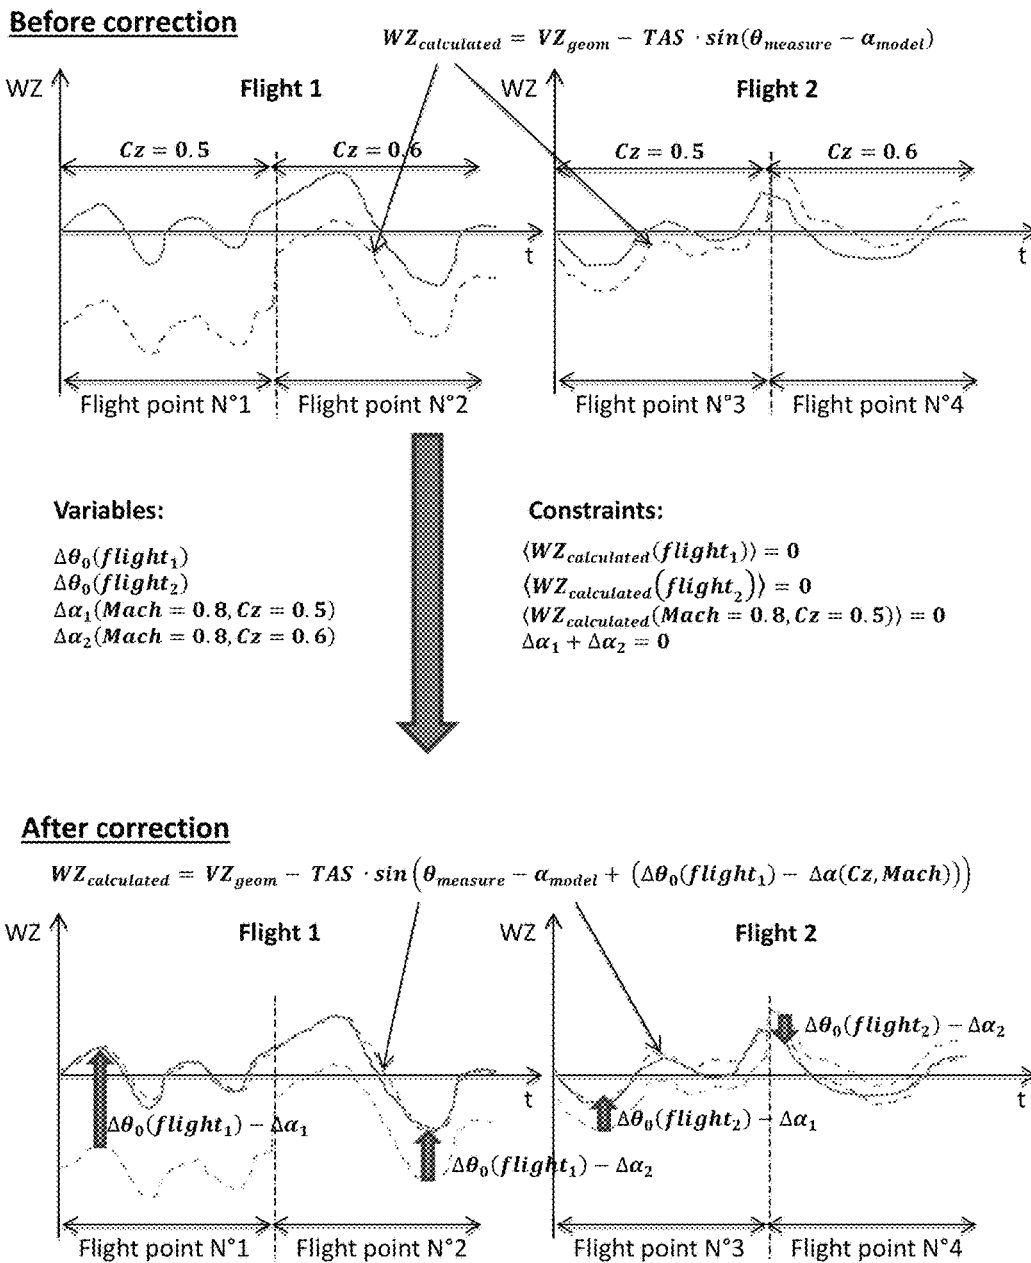 Before correction
WZcalculated = VZgeom − TAS · sin(θmeasure − αmodel)
WZ
Flight 1
Cz = 0.5
Cz = 0.6
t
Flight point N°1
Flight point N°2
WZ
Flight 2
Cz = 0.5
Cz = 0.6
t
Flight point N°3
Flight point N°4
Variables:
Δθ0(flight1)
Δθ0(flight2)
Δα1(Mach = 0.8, Cz = 0.5)
Δα2(Mach = 0.8, Cz = 0.6)
Constraints:
⟨WZcalculated(flight1)⟩ = 0
⟨WZcalculated(flight2)⟩ = 0
⟨WZcalculated(Mach = 0.8, Cz = 0.5)⟩ = 0
Δα1 + Δα2 = 0
After correction
WZcalculated = VZgeom − TAS · sin(θmeasure − αmodel + (Δθ0(flight1) − Δα(Cz, Mach)))
WZ
Flight 1
t
Δθ0(flight1) − Δα1
Δθ0(flight1) − Δα2
Flight point N°1
Flight point N°2
WZ
Flight 2
Δθ0(flight2) − Δα2
t
Δθ0(flight2) − Δα1
Flight point N°3
Flight point N°4